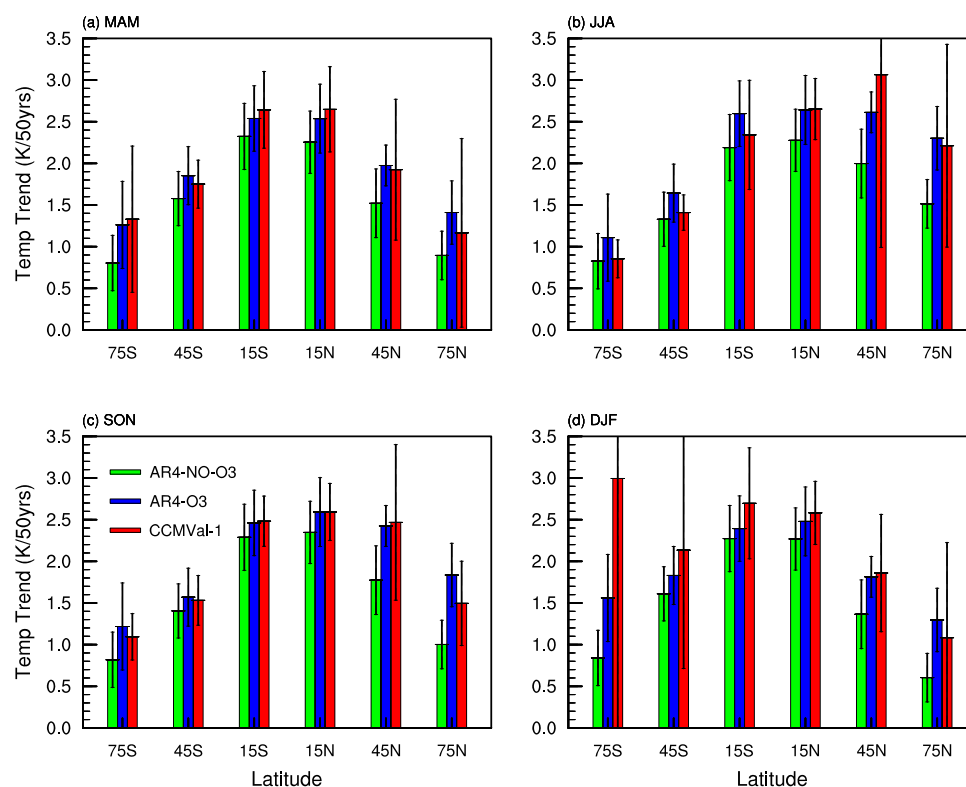 (a) MAM
Temp Trend (K/50yrs)
3.5
3.0
2.5
2.0
1.5
1.0
0.5
0.0
75S 45S 15S 15N 45N 75N
(b) JJA
3.5
3.0
2.5
2.0
1.5
1.0
0.5
0.0
75S 45S 15S 15N 45N 75N
(c) SON
Temp Trend (K/50yrs)
3.5
3.0
2.5
2.0
1.5
1.0
0.5
0.0
AR4-NO-O3
AR4-O3
CCMVal-1
75S 45S 15S 15N 45N 75N
Latitude
(d) DJF
3.5
3.0
2.5
2.0
1.5
1.0
0.5
0.0
75S 45S 15S 15N 45N 75N
Latitude